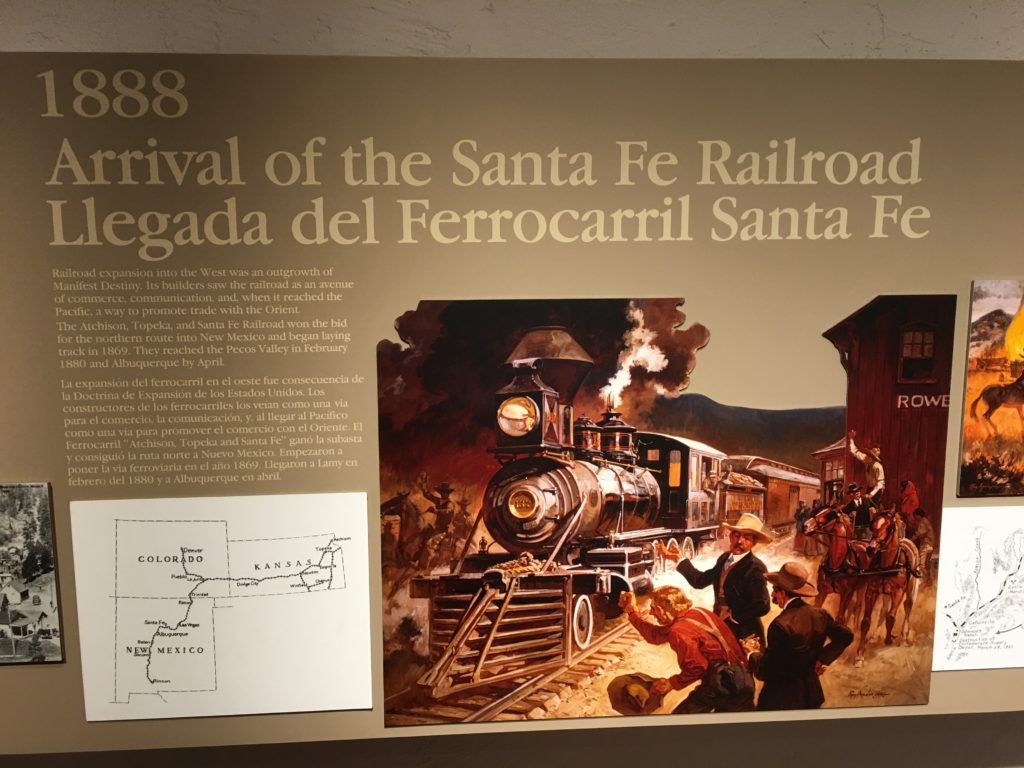 1888
Arrival of the Santa Fe Railroad
Llegada del Ferrocarril Santa Fe
Railroad expansion into the West was an outgrowth of
Manifest Destiny. Its builders saw the railroad as an avenue
of commerce, communication, and, when it reached the
Pacific, a way to promote trade with the Orient.
The Atchison, Topeka, and Santa Fe Railroad won the bid
for the northern route into New Mexico and began laying
track in 1869. They reached the Pecos Valley in February
1880 and Albuquerque by April.
La expansión del ferrocarril en el oeste fue consecuencia de
la Doctrina de Expansión de los Estados Unidos. Los
constructores de los ferrocarriles los veían como una vía
para el comercio, la comunicación, y, al llegar al Pacífico
como una vía para promover el comercio con el Oriente. El
Ferrocarril "Atchison, Topeka and Santa Fe" ganó la subasta
y consiguió la ruta norte a Nuevo México. Empezaron a
poner la vía ferroviaria en el año 1869. Llegaron a Lamy en
febrero del 1880 y a Albuquerque en abril.
ROWE
Denver
COLORADO
Pueblo
La Junta
Trinidad
Raton
KANSAS
Dodge City
Atchison
Topeka
Santa Fe
Las Vegas
Albuquerque
Belen
NEW MEXICO
Rincon
Santa Fe